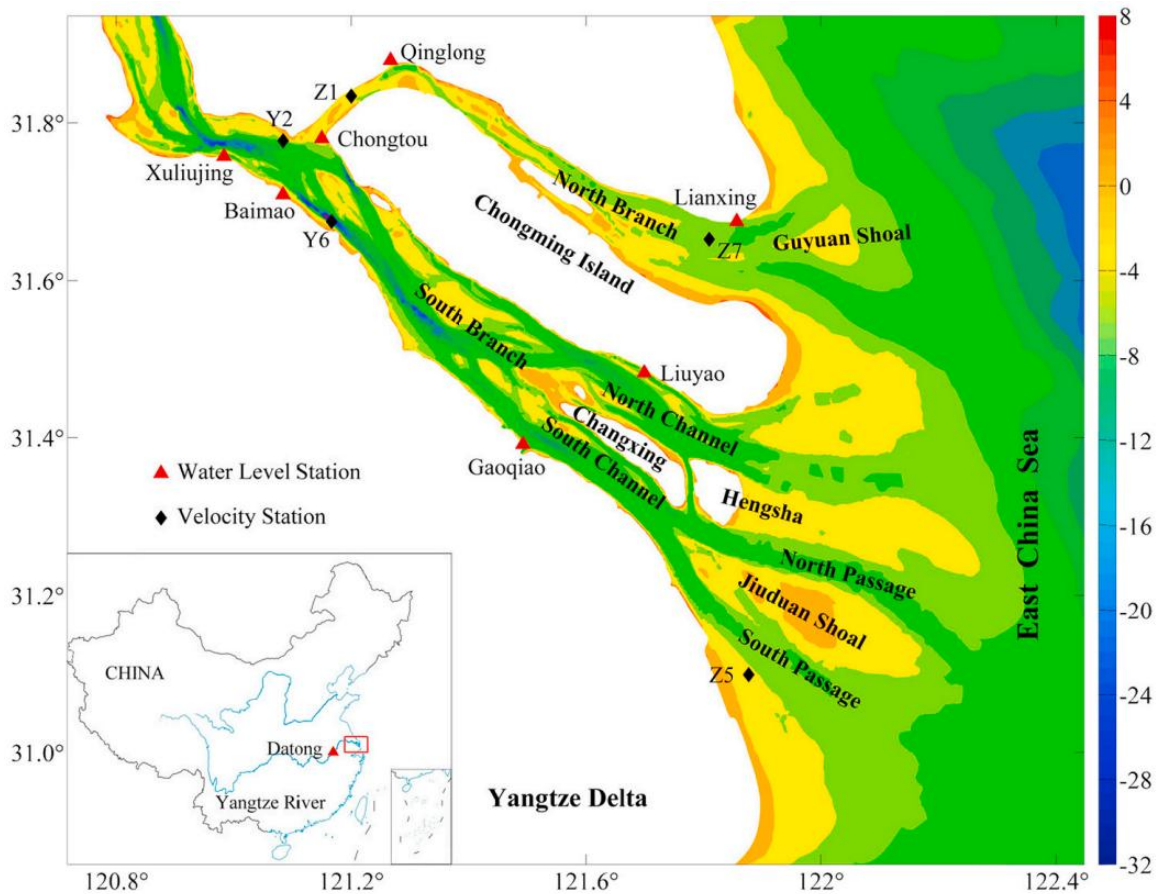 8
4
0
-4
-8
-12
-16
-20
-24
-28
-32
31.8°
31.6°
31.4°
31.2°
31.0°
120.8°
121.2°
121.6°
122°
122.4°
Qinglong
Z1
Y2
Chongtou
Xuliujing
Baimao
Y6
North Branch
Lianxing
Z7
Guyuan Shoal
Chongming Island
South Branch
Liuyao
North Channel
Changxing
South Channel
Gaoqiao
Hengsha
North Passage
Jiuduan Shoal
South Passage
Z5
East China Sea
Yangtze Delta
Water Level Station
Velocity Station
CHINA
Datong
Yangtze River